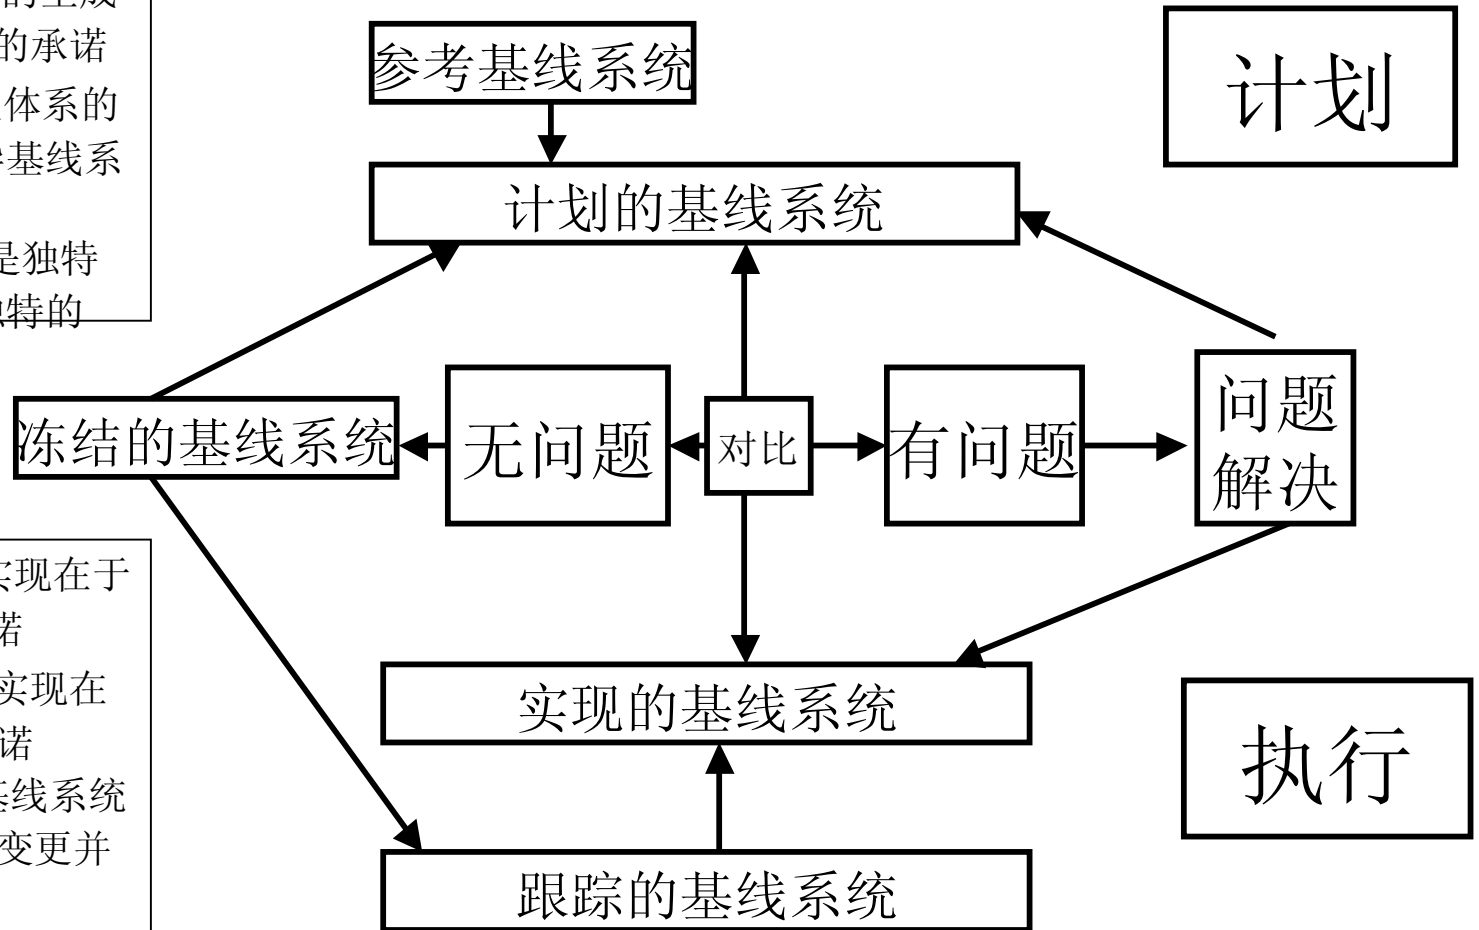 的承诺
体系的
基线系
是独特
特的
参考基线系统
计划
计划的基线系统
冻结的基线系统
无问题
对比
有问题
问题
解决
实现在于
诺
实现在
诺
基线系统
变更并
实现的基线系统
执行
跟踪的基线系统